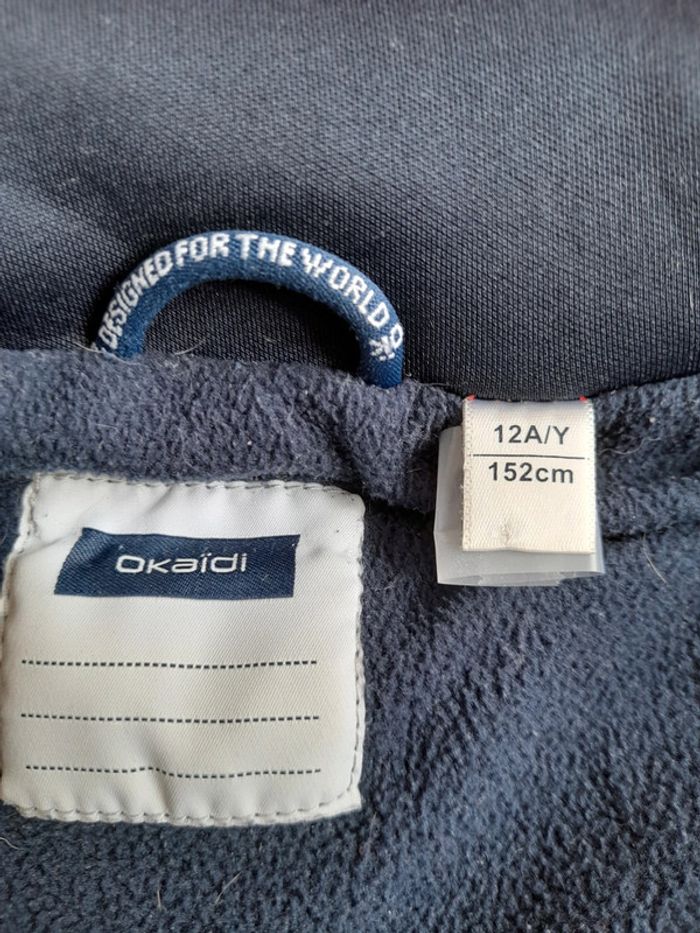 DESIGNED FOR THE WORLD
12A/Y
152cm
Okaïdi